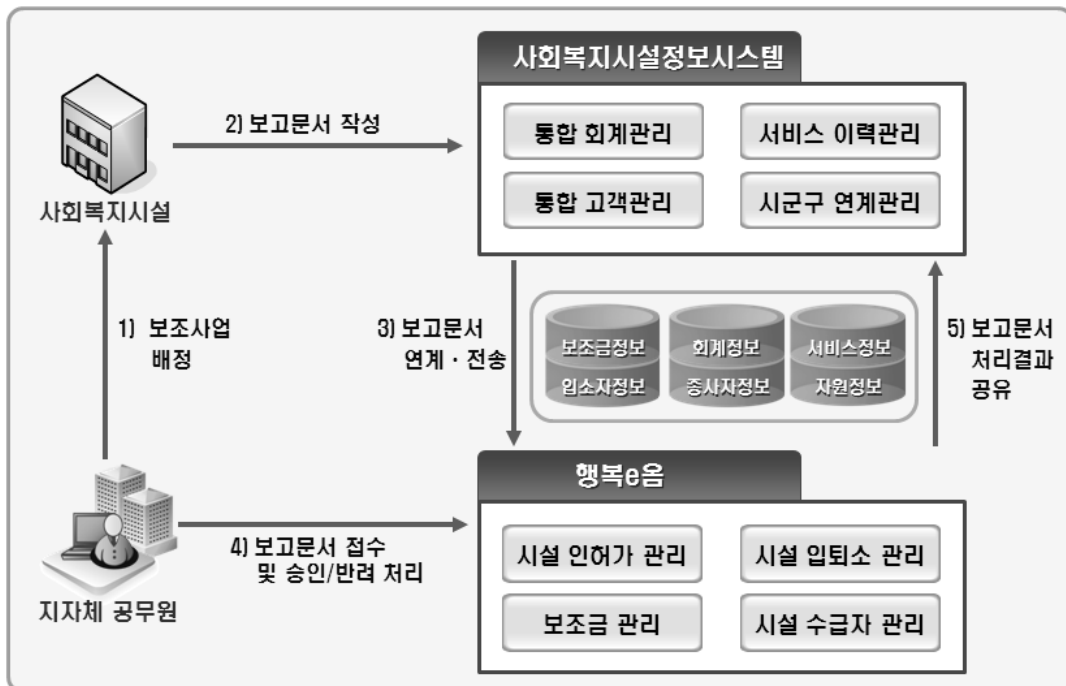 사회복지시설정보시스템
통합 회계관리
서비스 이력관리
통합 고객관리
시군구 연계관리
2) 보고문서 작성
사회복지시설
1) 보조사업
배정
3) 보고문서
연계 · 전송
보조금정보
회계정보
서비스정보
입소자정보
종사자정보
자원정보
5) 보고문서
처리결과
공유
행복e음
시설 인허가 관리
시설 입퇴소 관리
보조금 관리
시설 수급자 관리
4) 보고문서 접수
및 승인/반려 처리
지자체 공무원